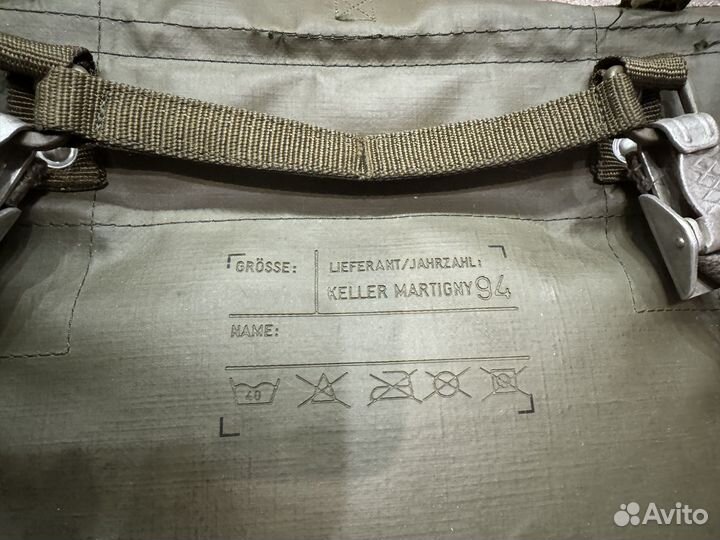 GRÖSSE: LIEFERANT/JAHRZAHL:
KELLER MARTIGNY 94
NAME:
40
Avito